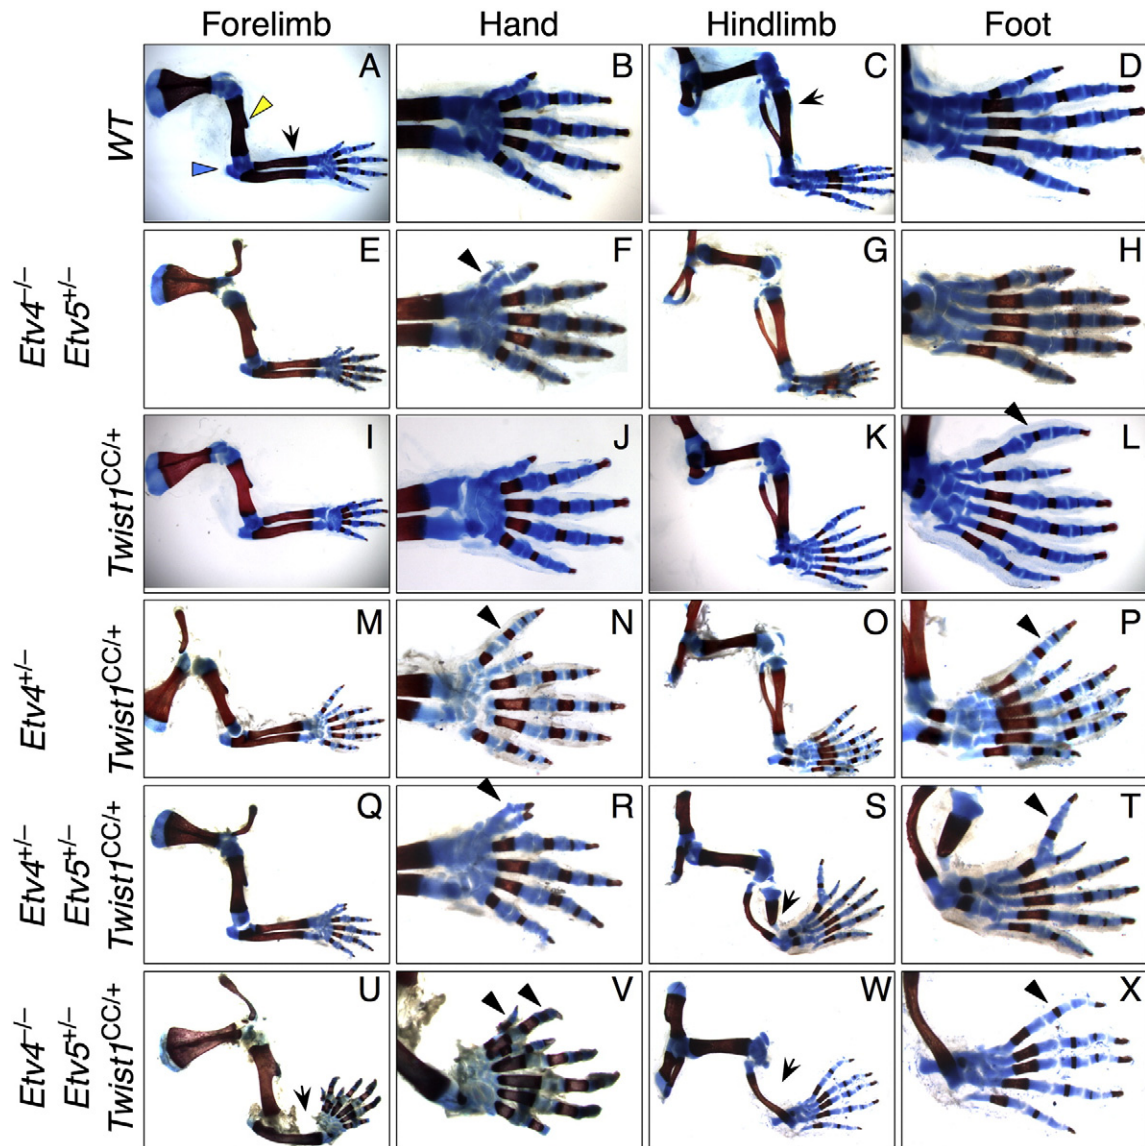 Forelimb Hand Hindlimb Foot
WT
A B C D
Etv4–/–
Etv5+/–
E F G H
Twist1CC/+
I J K L
Etv4+/–
Twist1CC/+
M N O P
Etv4+/–
Etv5+/–
Twist1CC/+
Q R S T
Etv4–/–
Etv5+/–
Twist1CC/+
U V W X